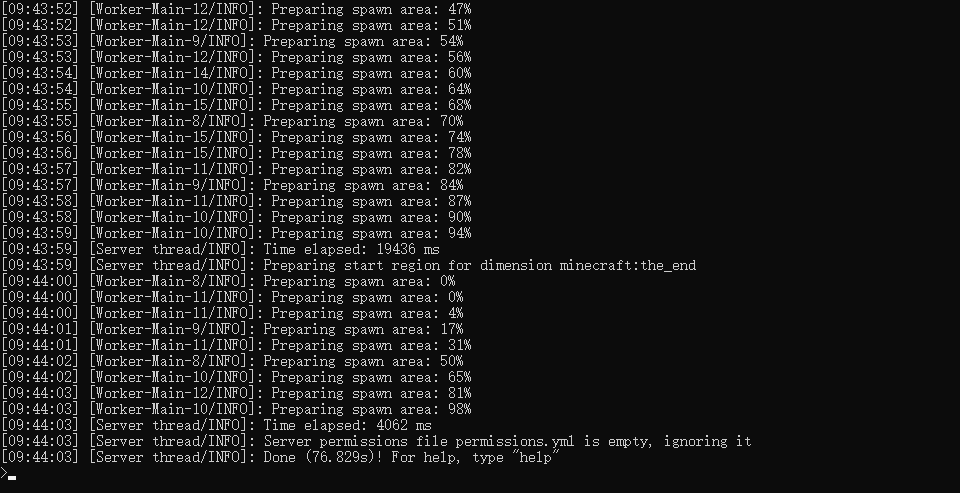 [09:43:52] [Worker-Main-12/INFO]: Preparing spawn area: 47%
[09:43:52] [Worker-Main-12/INFO]: Preparing spawn area: 51%
[09:43:53] [Worker-Main-9/INFO]: Preparing spawn area: 54%
[09:43:53] [Worker-Main-12/INFO]: Preparing spawn area: 56%
[09:43:54] [Worker-Main-14/INFO]: Preparing spawn area: 60%
[09:43:54] [Worker-Main-10/INFO]: Preparing spawn area: 64%
[09:43:55] [Worker-Main-15/INFO]: Preparing spawn area: 68%
[09:43:55] [Worker-Main-8/INFO]: Preparing spawn area: 70%
[09:43:56] [Worker-Main-15/INFO]: Preparing spawn area: 74%
[09:43:56] [Worker-Main-15/INFO]: Preparing spawn area: 78%
[09:43:57] [Worker-Main-11/INFO]: Preparing spawn area: 82%
[09:43:57] [Worker-Main-9/INFO]: Preparing spawn area: 84%
[09:43:58] [Worker-Main-11/INFO]: Preparing spawn area: 87%
[09:43:58] [Worker-Main-10/INFO]: Preparing spawn area: 90%
[09:43:59] [Worker-Main-10/INFO]: Preparing spawn area: 94%
[09:43:59] [Server thread/INFO]: Time elapsed: 19436 ms
[09:43:59] [Server thread/INFO]: Preparing start region for dimension minecraft:the_end
[09:44:00] [Worker-Main-8/INFO]: Preparing spawn area: 0%
[09:44:00] [Worker-Main-11/INFO]: Preparing spawn area: 0%
[09:44:00] [Worker-Main-11/INFO]: Preparing spawn area: 4%
[09:44:01] [Worker-Main-9/INFO]: Preparing spawn area: 17%
[09:44:01] [Worker-Main-11/INFO]: Preparing spawn area: 31%
[09:44:02] [Worker-Main-8/INFO]: Preparing spawn area: 50%
[09:44:02] [Worker-Main-10/INFO]: Preparing spawn area: 65%
[09:44:03] [Worker-Main-12/INFO]: Preparing spawn area: 81%
[09:44:03] [Worker-Main-10/INFO]: Preparing spawn area: 98%
[09:44:03] [Server thread/INFO]: Time elapsed: 4062 ms
[09:44:03] [Server thread/INFO]: Server permissions file permissions.yml is empty, ignoring it
[09:44:03] [Server thread/INFO]: Done (76.829s)! For help, type "help"
>